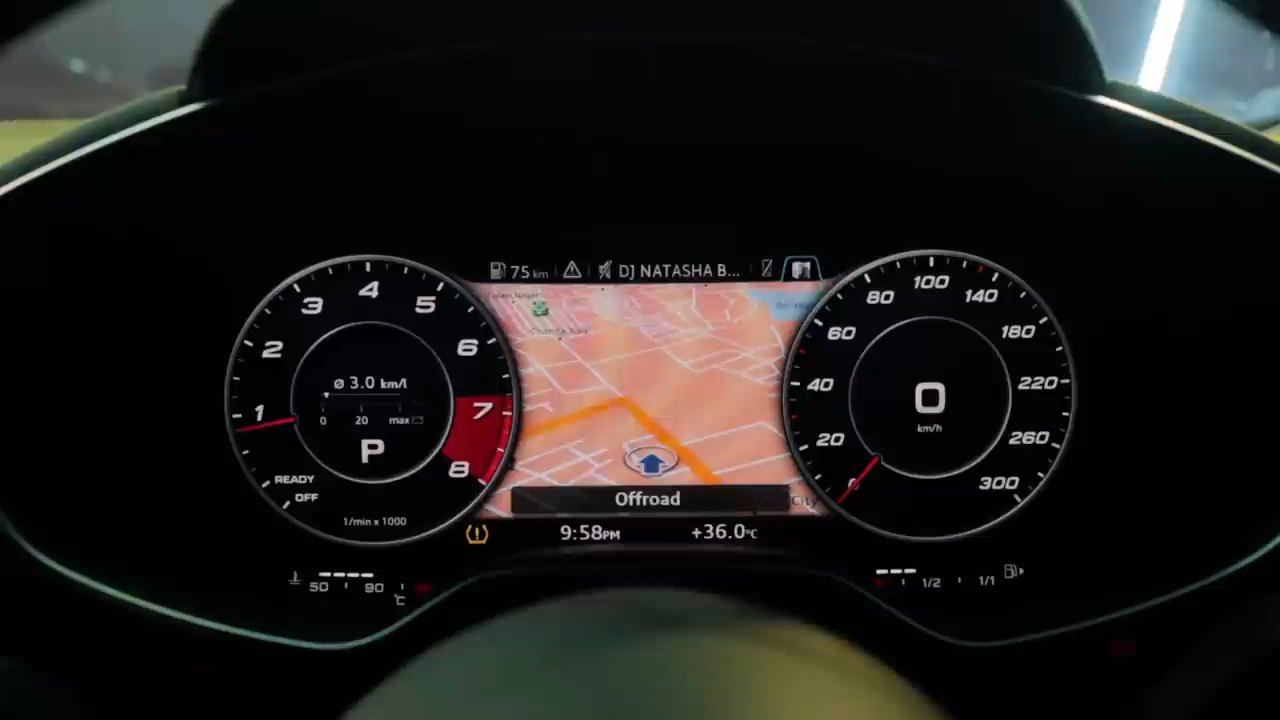 75 km DJ NATASHA B...
1 2 3 4 5 6 7 8
Ø 3.0 km/l
0 20 max
P
READY
OFF
1/min x 1000
Offroad
City
9:58PM +36.0°C
0 20 40 60 80 100 140 180 220 260 300
0
km/h
50 90
°C
1/2 1/1